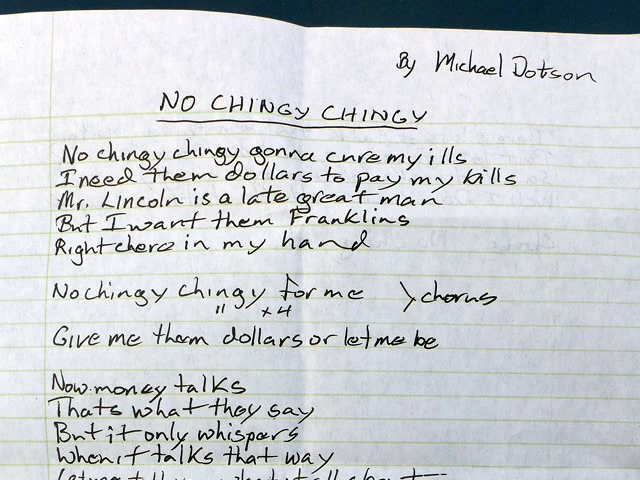 By Michael Dotson
NO CHINGY CHINGY
No chingy chingy gonna cure my ills
I need them dollars to pay my bills
Mr. Lincoln is a late great man
But I want them Franklins
Right chere in my hand
No chingy chingy for me } chorus
" x4
Give me them dollars or let me be
Now money talks
Thats what they say
But it only whispers
When it talks that way